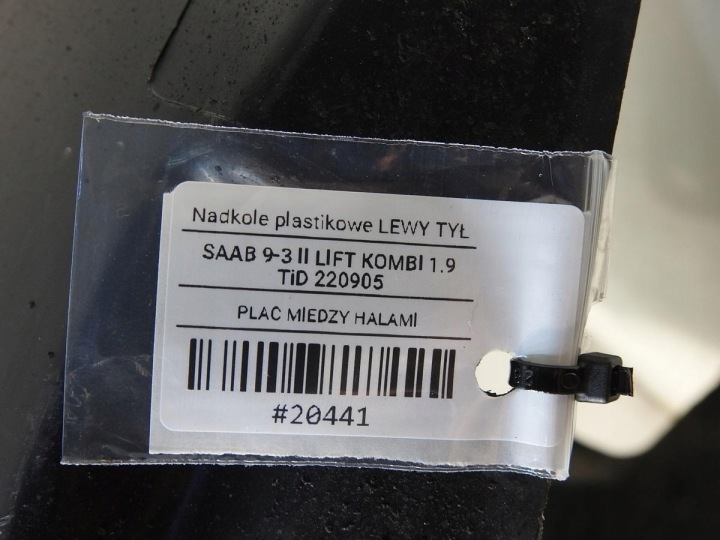 Nadkole plastikowe LEWY TYŁ
SAAB 9-3 II LIFT KOMBI 1.9
TiD 220905
PLAC MIEDZY HALAMI
#20441